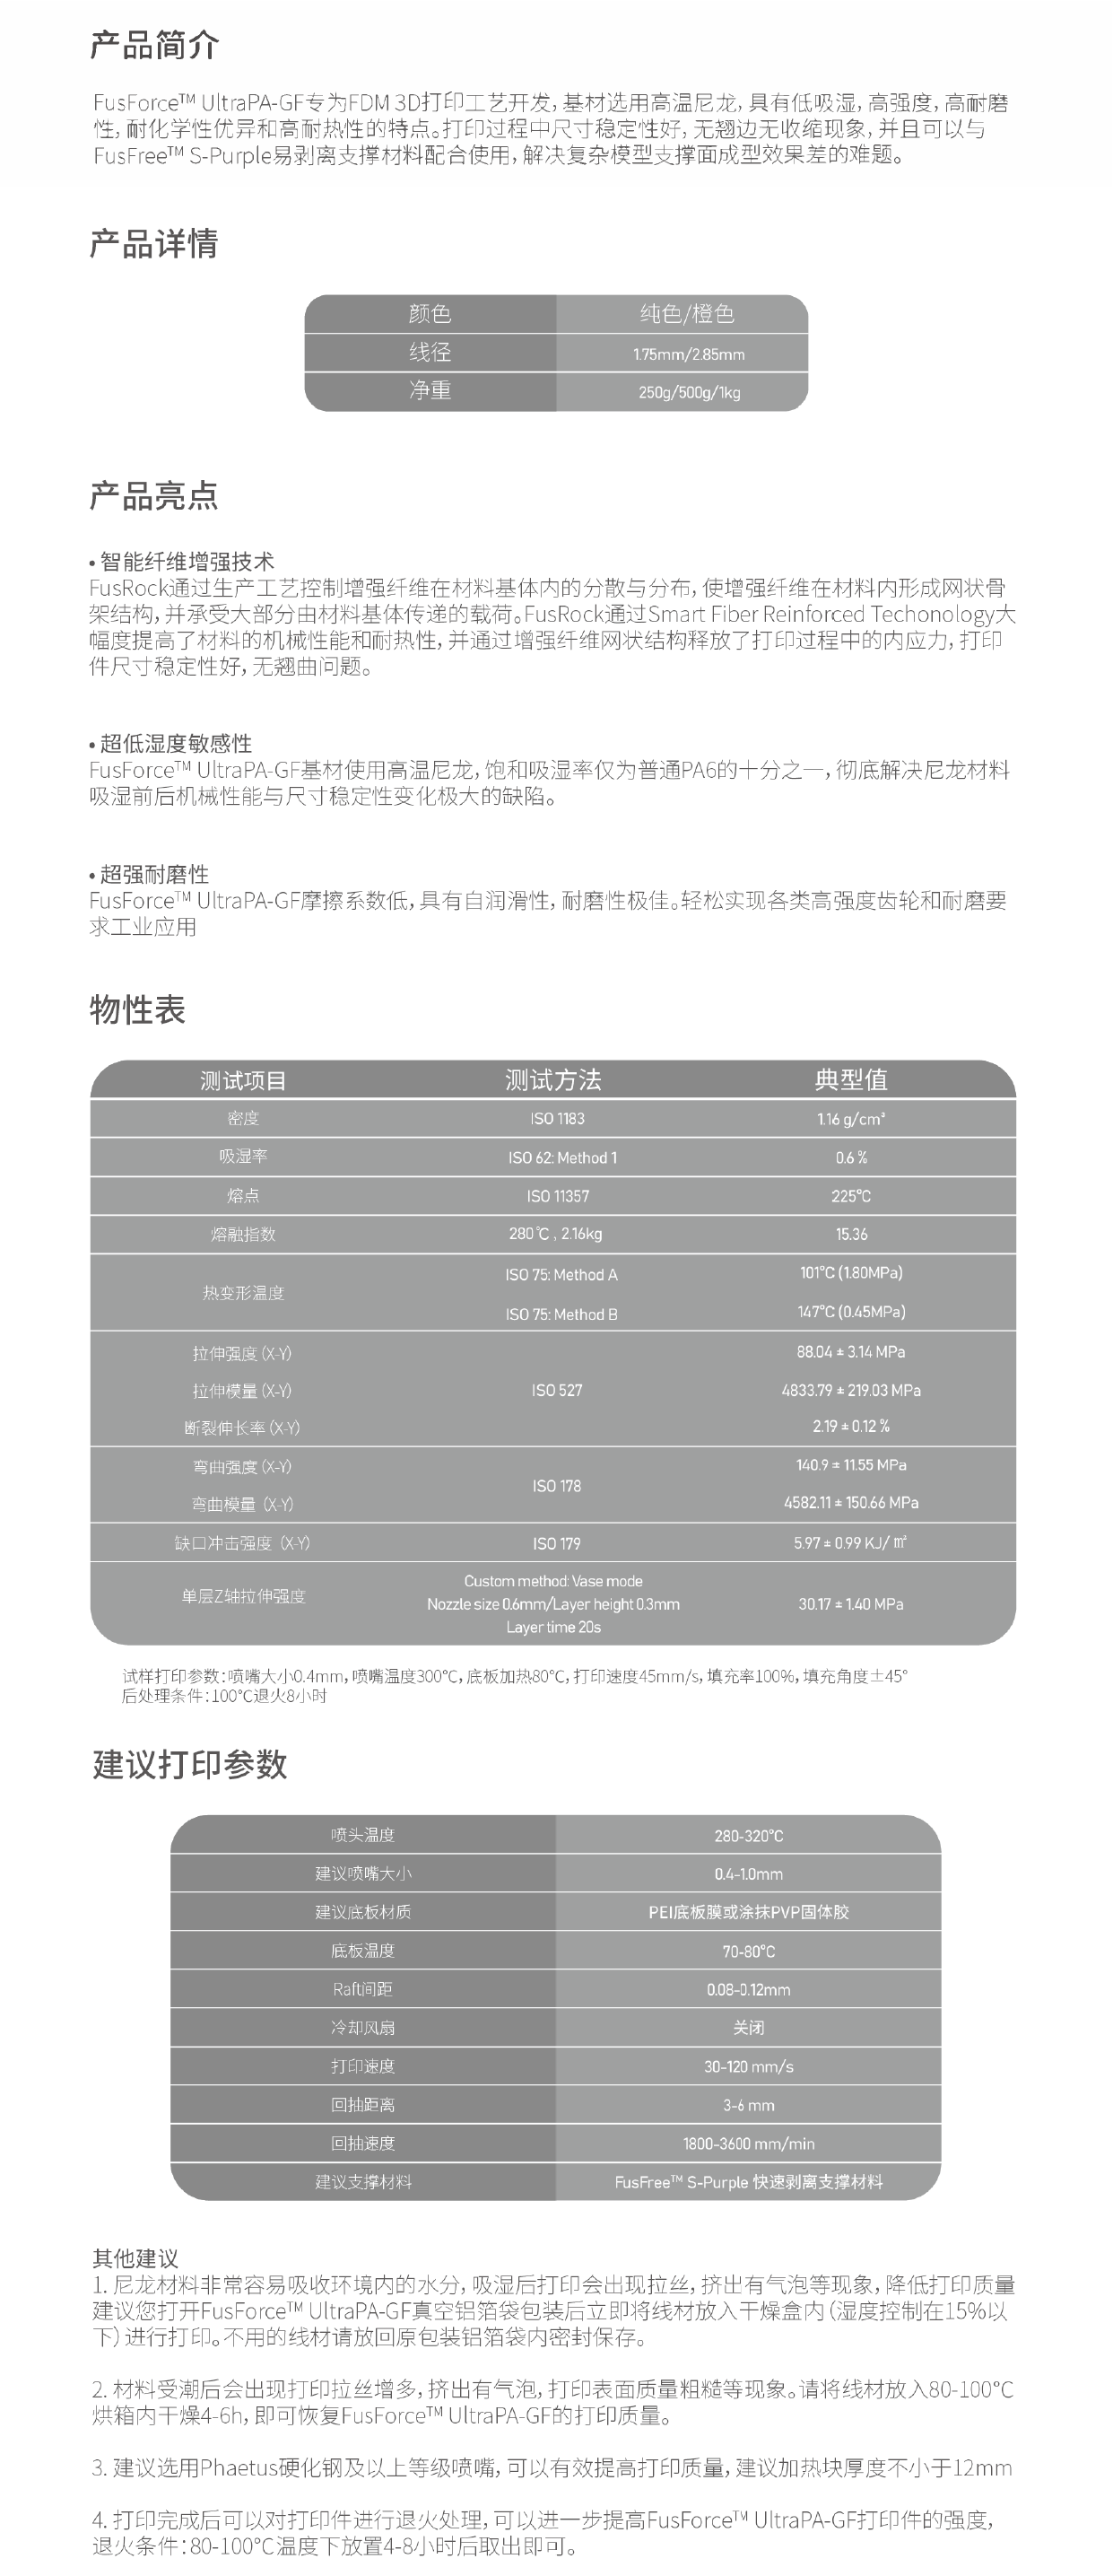 产品简介
FusForce™ UltraPA-GF专为FDM 3D打印工艺开发，基材选用高温尼龙，具有低吸湿，高强度，高耐磨
性，耐化学性优异和高耐热性的特点。打印过程中尺寸稳定性好，无翘边无收缩现象，并且可以与
FusFree™ S-Purple易剥离支撑材料配合使用，解决复杂模型支撑面成型效果差的难题。
产品详情
颜色 纯色/橙色
线径 1.75mm/2.85mm
净重 250g/500g/1kg
产品亮点
• 智能纤维增强技术
FusRock通过生产工艺控制增强纤维在材料基体内的分散与分布，使增强纤维在材料内形成网状骨
架结构，并承受大部分由材料基体传递的载荷。FusRock通过Smart Fiber Reinforced Techonology大
幅度提高了材料的机械性能和耐热性，并通过增强纤维网状结构释放了打印过程中的内应力，打印
件尺寸稳定性好，无翘曲问题。
• 超低湿度敏感性
FusForce™ UltraPA-GF基材使用高温尼龙，饱和吸湿率仅为普通PA6的十分之一，彻底解决尼龙材料
吸湿前后机械性能与尺寸稳定性变化极大的缺陷。
• 超强耐磨性
FusForce™ UltraPA-GF摩擦系数低，具有自润滑性，耐磨性极佳。轻松实现各类高强度齿轮和耐磨要
求工业应用
物性表
测试项目 测试方法 典型值
密度 ISO 1183 1.16 g/cm³
吸湿率 ISO 62: Method 1 0.6 %
熔点 ISO 11357 225℃
熔融指数 280℃ , 2.16kg 15.36
热变形温度
ISO 75: Method A 101℃ (1.80MPa)
ISO 75: Method B 147℃ (0.45MPa)
拉伸强度 (X-Y) 88.04 ± 3.14 MPa
拉伸模量 (X-Y) ISO 527 4833.79 ± 219.03 MPa
断裂伸长率 (X-Y) 2.19 ± 0.12 %
弯曲强度 (X-Y) 140.9 ± 11.55 MPa
ISO 178
弯曲模量 (X-Y) 4582.11 ± 150.66 MPa
缺口冲击强度 (X-Y) ISO 179 5.97 ± 0.99 KJ/ ㎡
单层Z轴拉伸强度
Custom method: Vase mode
Nozzle size 0.6mm/Layer height 0.3mm 30.17 ± 1.40 MPa
Layer time 20s
试样打印参数：喷嘴大小0.4mm，喷嘴温度300℃，底板加热80℃，打印速度45mm/s，填充率100%，填充角度±45°
后处理条件：100℃退火8小时
建议打印参数
喷头温度 280-320℃
建议喷嘴大小 0.4-1.0mm
建议底板材质 PEI底板膜或涂抹PVP固体胶
底板温度 70-80℃
Raft间距 0.08-0.12mm
冷却风扇 关闭
打印速度 30-120 mm/s
回抽距离 3-6 mm
回抽速度 1800-3600 mm/min
建议支撑材料 FusFree™ S-Purple 快速剥离支撑材料
其他建议
1. 尼龙材料非常容易吸收环境内的水分，吸湿后打印会出现拉丝，挤出有气泡等现象，降低打印质量
建议您打开FusForce™ UltraPA-GF真空铝箔袋包装后立即将线材放入干燥盒内（湿度控制在15%以
下）进行打印。不用的线材请放回原包装铝箔袋内密封保存。
2. 材料受潮后会出现打印拉丝增多，挤出有气泡，打印表面质量粗糙等现象。请将线材放入80-100℃
烘箱内干燥4-6h，即可恢复FusForce™ UltraPA-GF的打印质量。
3. 建议选用Phaetus硬化钢及以上等级喷嘴，可以有效提高打印质量，建议加热块厚度不小于12mm
4. 打印完成后可以对打印件进行退火处理，可以进一步提高FusForce™ UltraPA-GF打印件的强度，
退火条件：80-100℃温度下放置4-8小时后取出即可。